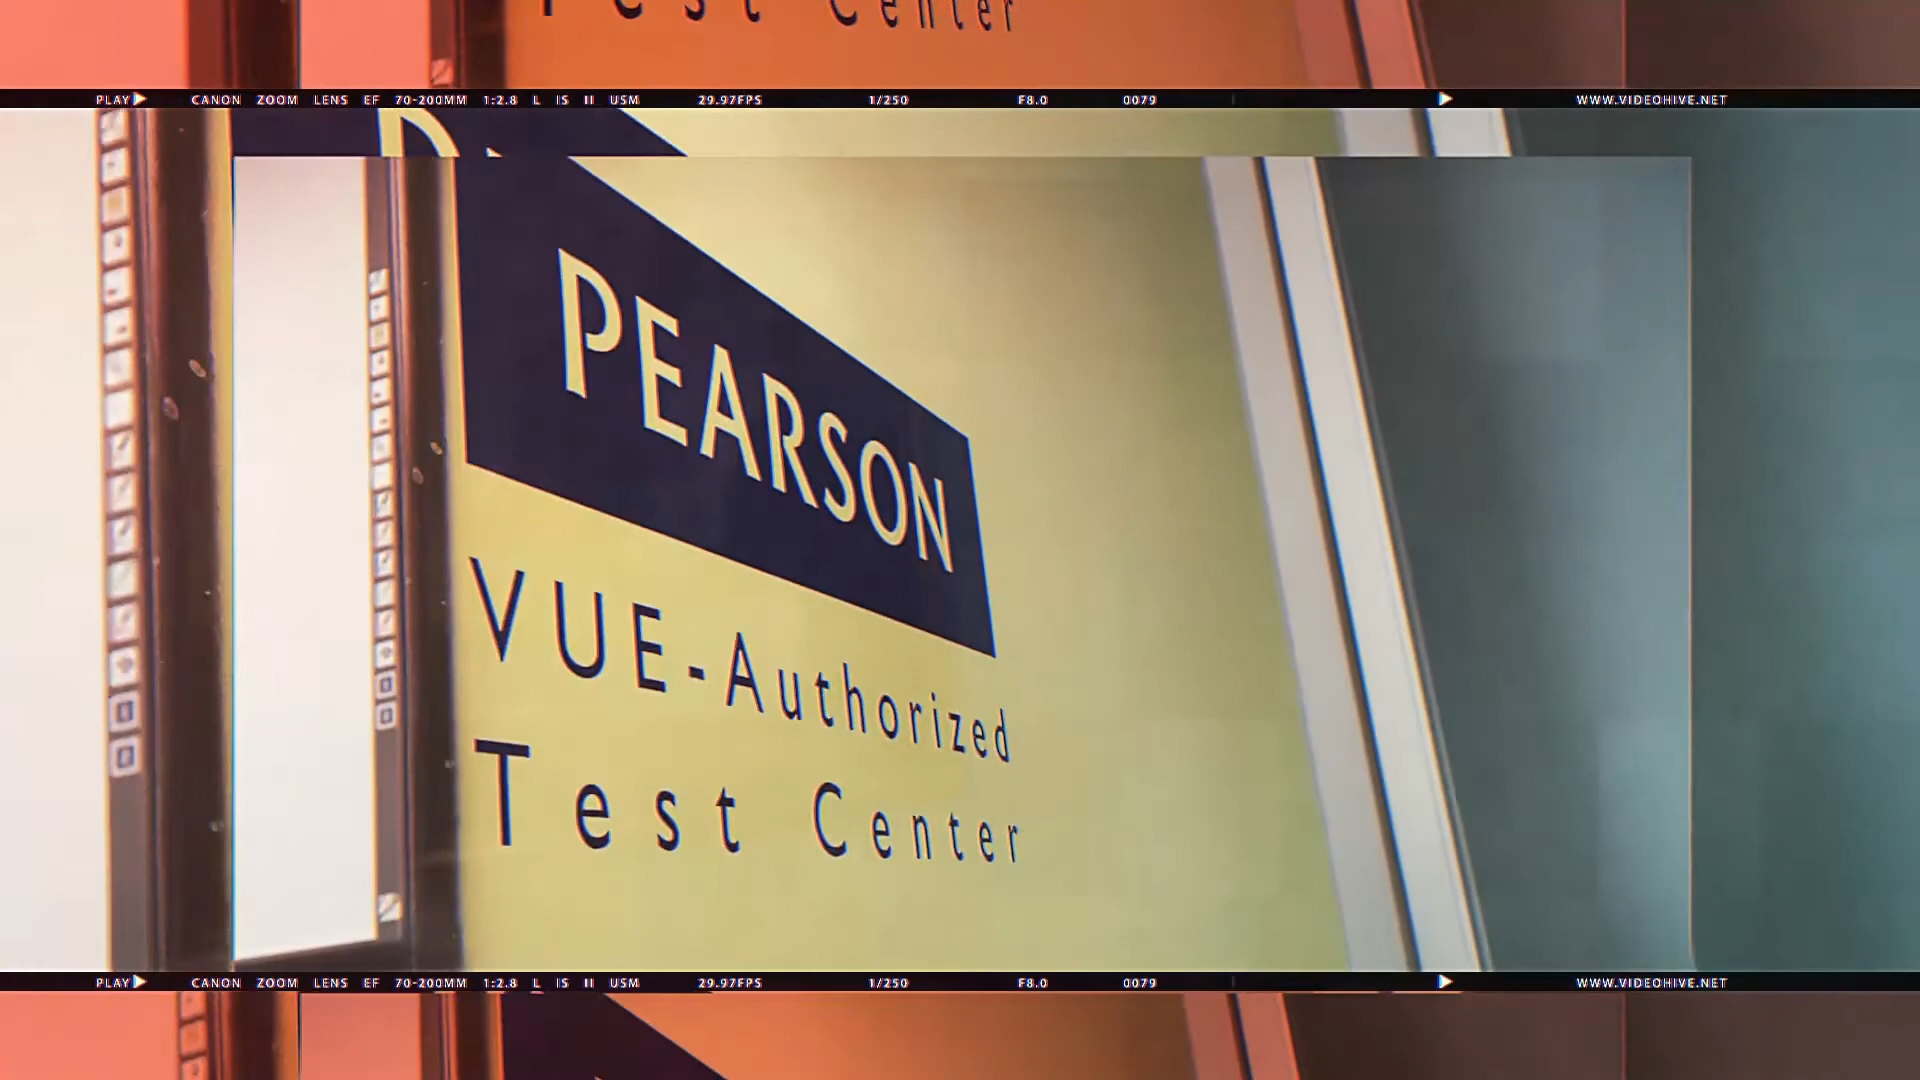 Test Center
PLAY CANON ZOOM LENS EF 70-200MM 1:2.8 L IS II USM 29.97FPS 1/250 F8.0 0079 WWW.VIDEOHIVE.NET
PEARSON
VUE-Authorized
Test Center
PLAY CANON ZOOM LENS EF 70-200MM 1:2.8 L IS II USM 29.97FPS 1/250 F8.0 0079 WWW.VIDEOHIVE.NET